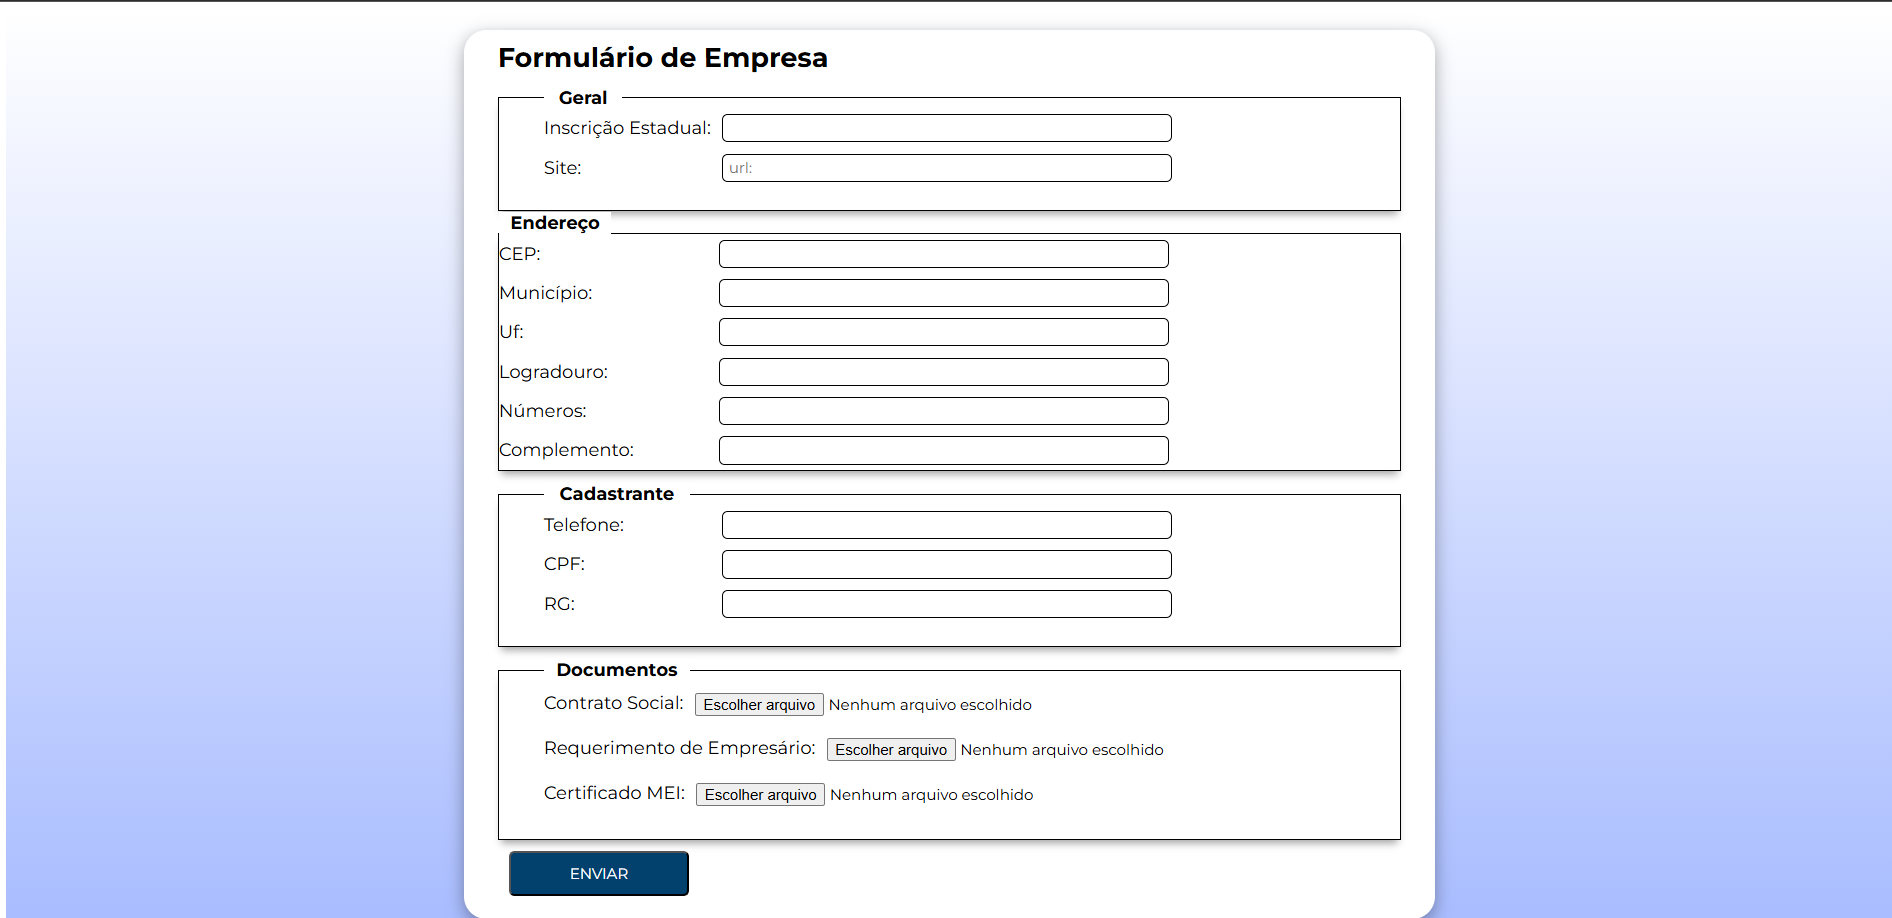 Formulário de Empresa
Geral
Inscrição Estadual:
Site: url:
Endereço
CEP:
Município:
Uf:
Logradouro:
Números:
Complemento:
Cadastrante
Telefone:
CPF:
RG:
Documentos
Contrato Social: Escolher arquivo Nenhum arquivo escolhido
Requerimento de Empresário: Escolher arquivo Nenhum arquivo escolhido
Certificado MEI: Escolher arquivo Nenhum arquivo escolhido
ENVIAR